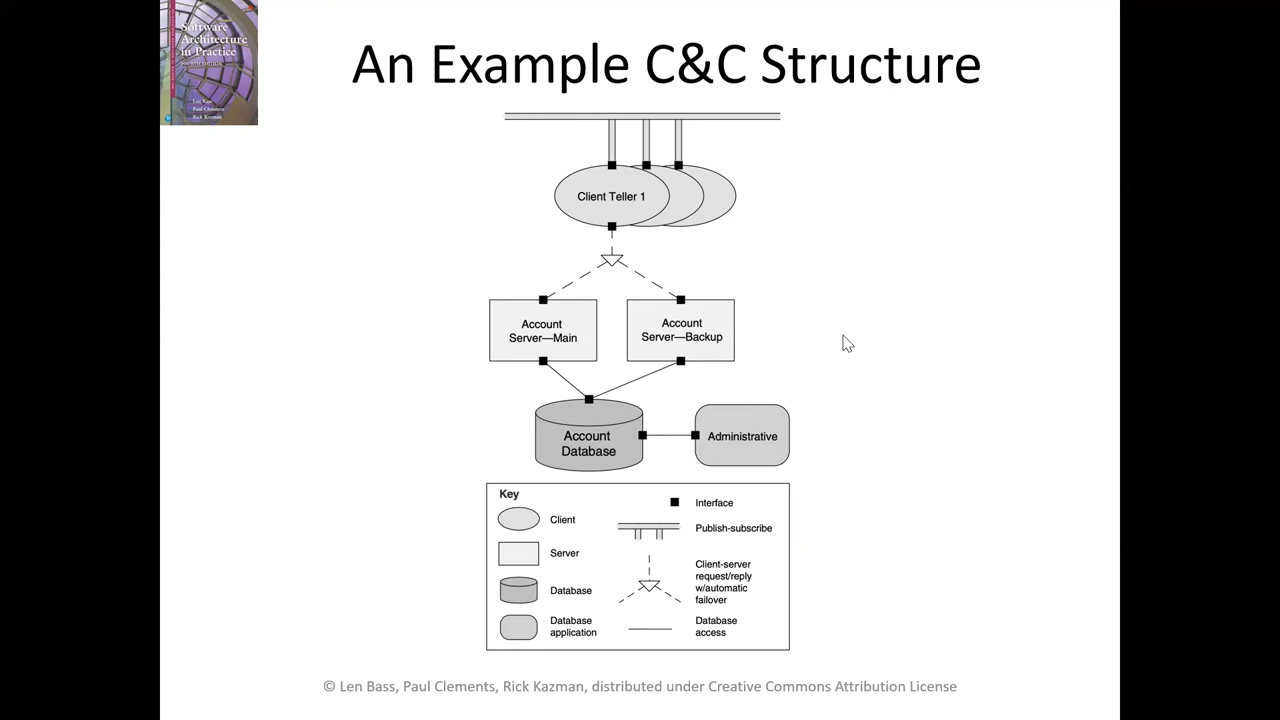 Software
Architecture
in Practice
FOURTH EDITION
Len Bass
Paul Clements
Rick Kazman
An Example C&C Structure
Client Teller 1
Account
Server—Main
Account
Server—Backup
Account
Database
Administrative
Key
Client
Server
Database
Database
application
Interface
Publish-subscribe
Client-server
request/reply
w/automatic
failover
Database
access
© Len Bass, Paul Clements, Rick Kazman, distributed under Creative Commons Attribution License